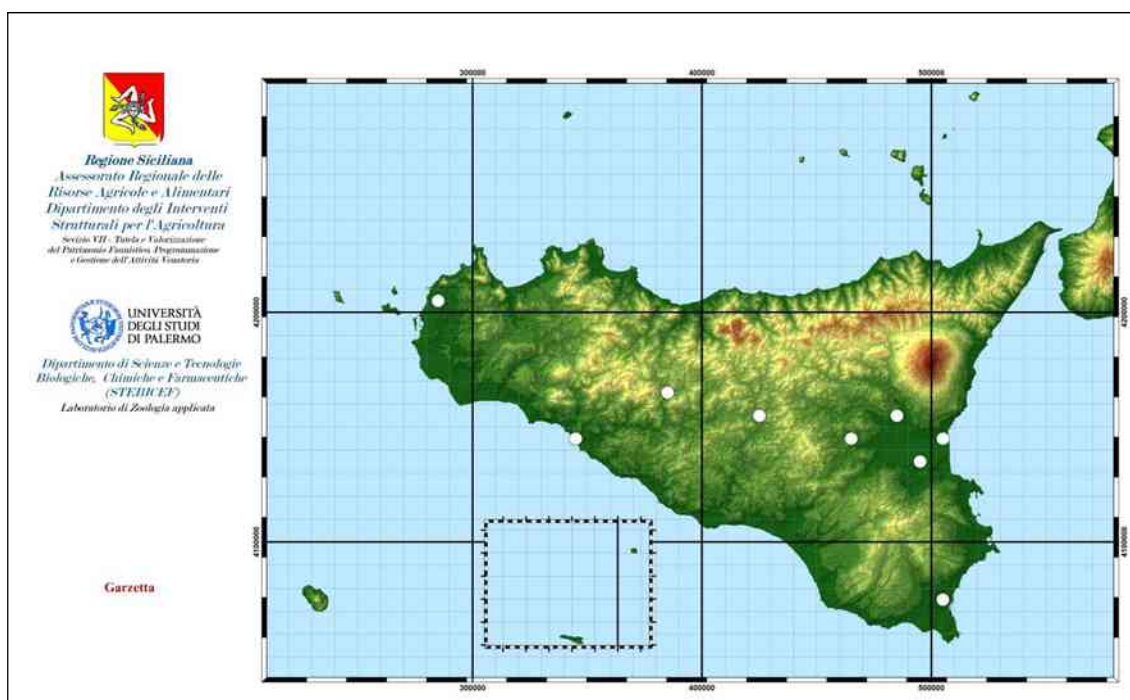 Regione Siciliana
Assessorato Regionale delle
Risorse Agricole e Alimentari
Dipartimento degli Interventi
Strutturali per l'Agricoltura
Servizio VII - Tutela e Valorizzazione
del Patrimonio Faunistico, Programmazione
e Gestione dell'Attività Venatoria
UNIVERSITÀ
DEGLI STUDI
DI PALERMO
Dipartimento di Scienze e Tecnologie
Biologiche, Chimiche e Farmaceutiche
(STEBICEF)
Laboratorio di Zoologia applicata
Garzetta
300000
400000
500000
4200000
4200000
4100000
4100000
300000
400000
500000